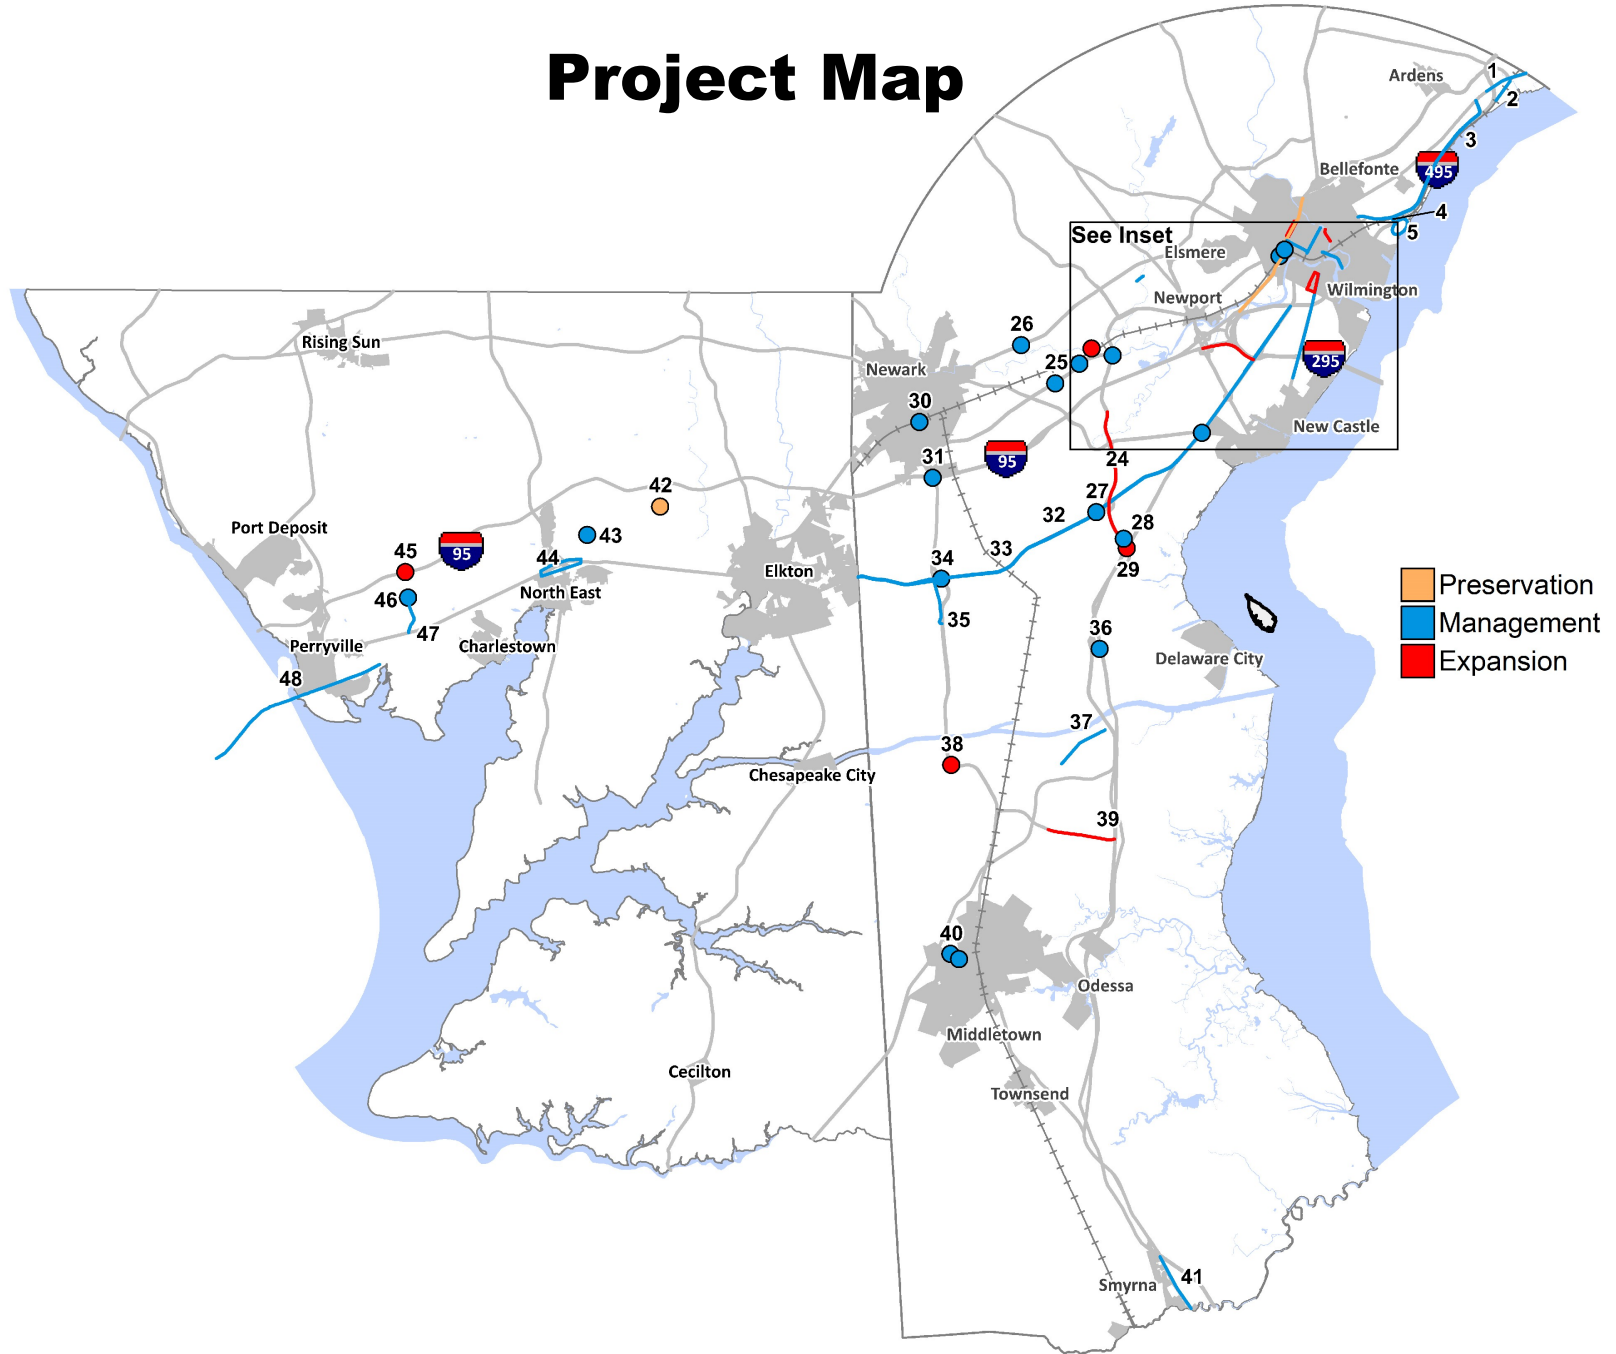 Project Map
1
Ardens
2
3
Bellefonte
495
4
5
See Inset
Elsmere
Wilmington
Newport
26
Rising Sun
25
295
Newark
30
New Castle
31
95
24
42
27
32
28
Port Deposit
43
45
95
33
44
34
29
Elkton
Preservation
North East
46
35
Management
47
36
Perryville
Charlestown
Delaware City
Expansion
48
37
38
Chesapeake City
39
40
Odessa
Middletown
Cecilton
Townsend
41
Smyrna